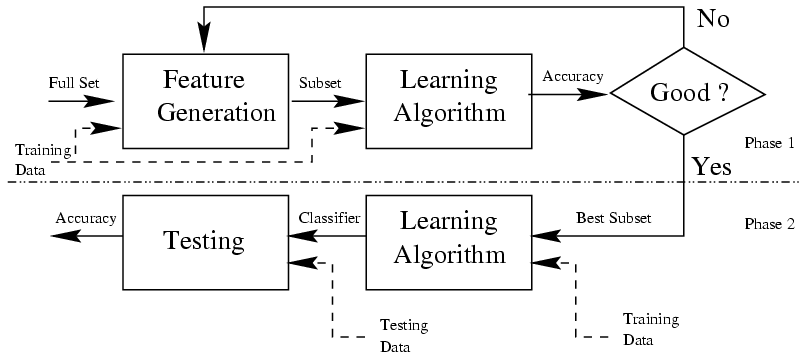 No
Full Set
Feature
Generation
Subset
Learning
Algorithm
Accuracy
Good ?
Training
Data
Phase 1
Yes
Accuracy
Testing
Classifier
Learning
Algorithm
Best Subset
Phase 2
Testing
Data
Training
Data